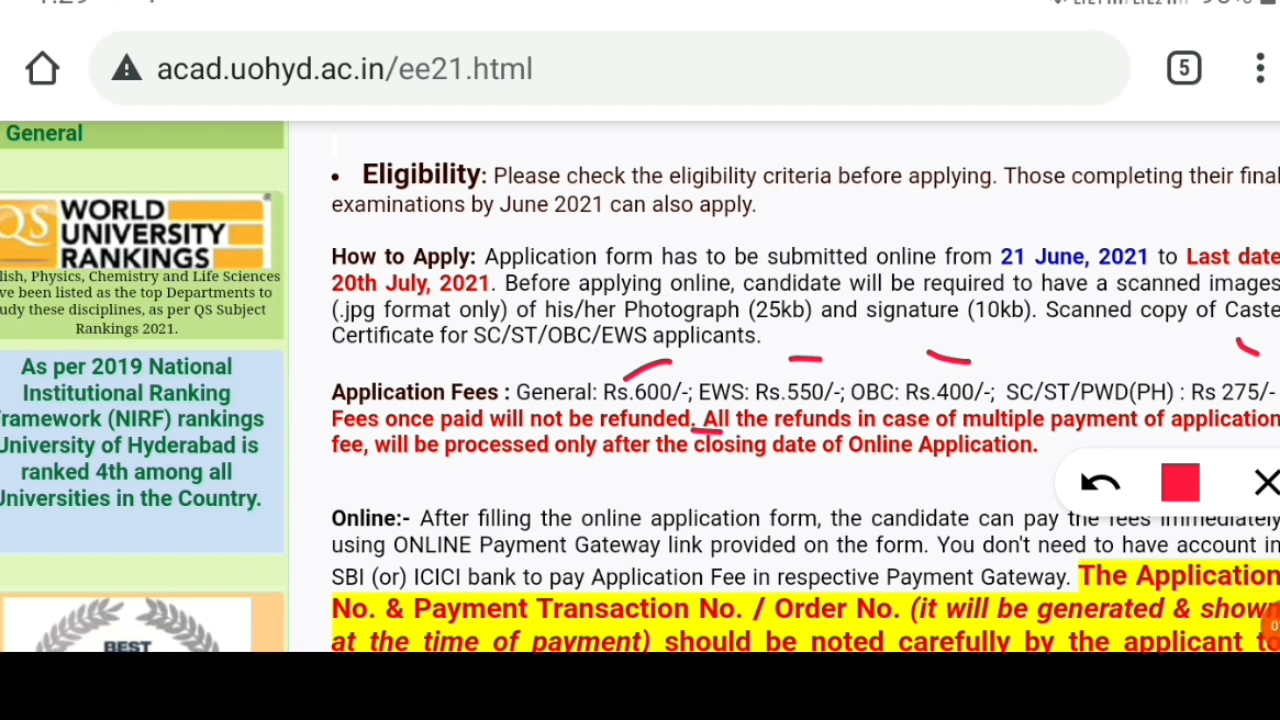 acad.uohyd.ac.in/ee21.html
5
General
QS WORLD
UNIVERSITY
RANKINGS
lish, Physics, Chemistry and Life Sciences
ve been listed as the top Departments to
udy these disciplines, as per QS Subject
Rankings 2021.
As per 2019 National
Institutional Ranking
Framework (NIRF) rankings
University of Hyderabad is
ranked 4th among all
Universities in the Country.
BEST
• Eligibility: Please check the eligibility criteria before applying. Those completing their final
examinations by June 2021 can also apply.
How to Apply: Application form has to be submitted online from 21 June, 2021 to Last date
20th July, 2021. Before applying online, candidate will be required to have a scanned images
(.jpg format only) of his/her Photograph (25kb) and signature (10kb). Scanned copy of Caste
Certificate for SC/ST/OBC/EWS applicants.
Application Fees : General: Rs.600/-; EWS: Rs.550/-; OBC: Rs.400/-; SC/ST/PWD(PH) : Rs 275/-
Fees once paid will not be refunded. All the refunds in case of multiple payment of application
fee, will be processed only after the closing date of Online Application.
Online:- After filling the online application form, the candidate can pay the fees immediately
using ONLINE Payment Gateway link provided on the form. You don't need to have account in
SBI (or) ICICI bank to pay Application Fee in respective Payment Gateway. The Application
No. & Payment Transaction No. / Order No. (it will be generated & shown
at the time of payment) should be noted carefully by the applicant to